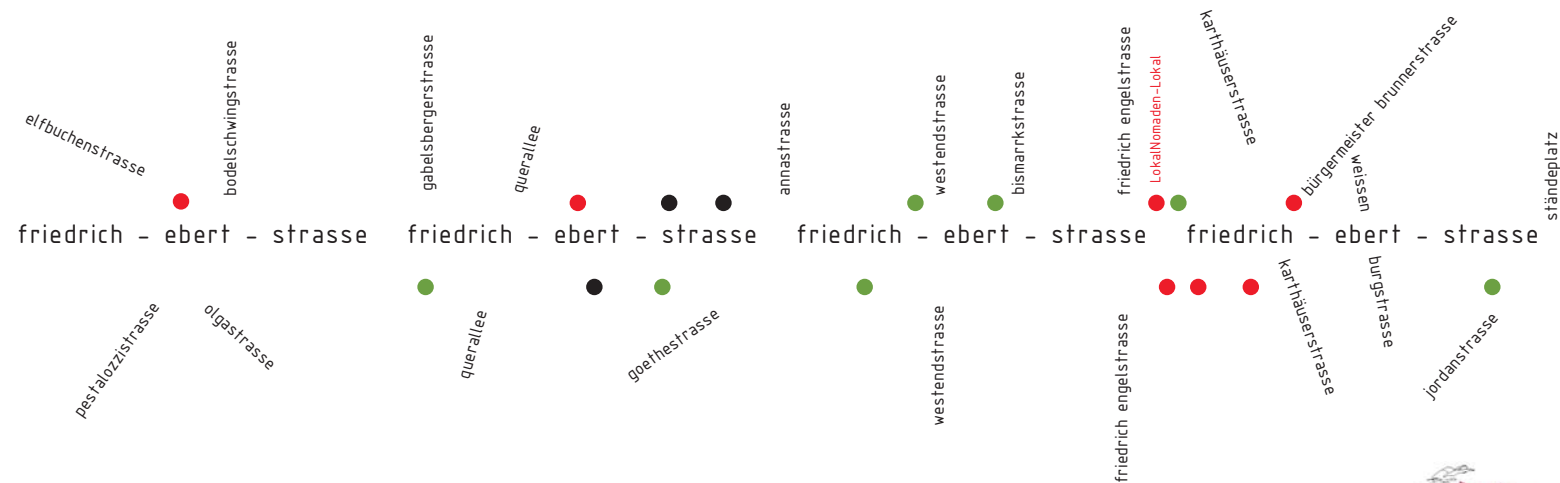 elfbuchenstrasse
bodelschwingstrasse
gabelsbergerstrasse
querallee
annastrasse
westendstrasse
bismarrkstrasse
friedrich engelstrasse
LokalNomaden-Lokal
karthäuserstrasse
bürgermeister brunnerstrasse
weissen
ständeplatz
friedrich - ebert - strasse
friedrich - ebert - strasse
friedrich - ebert - strasse
friedrich - ebert - strasse
pestalozzistrasse
olgastrasse
querallee
goethestrasse
westendstrasse
friedrich engelstrasse
karthäuserstrasse
burgstrasse
jordanstrasse